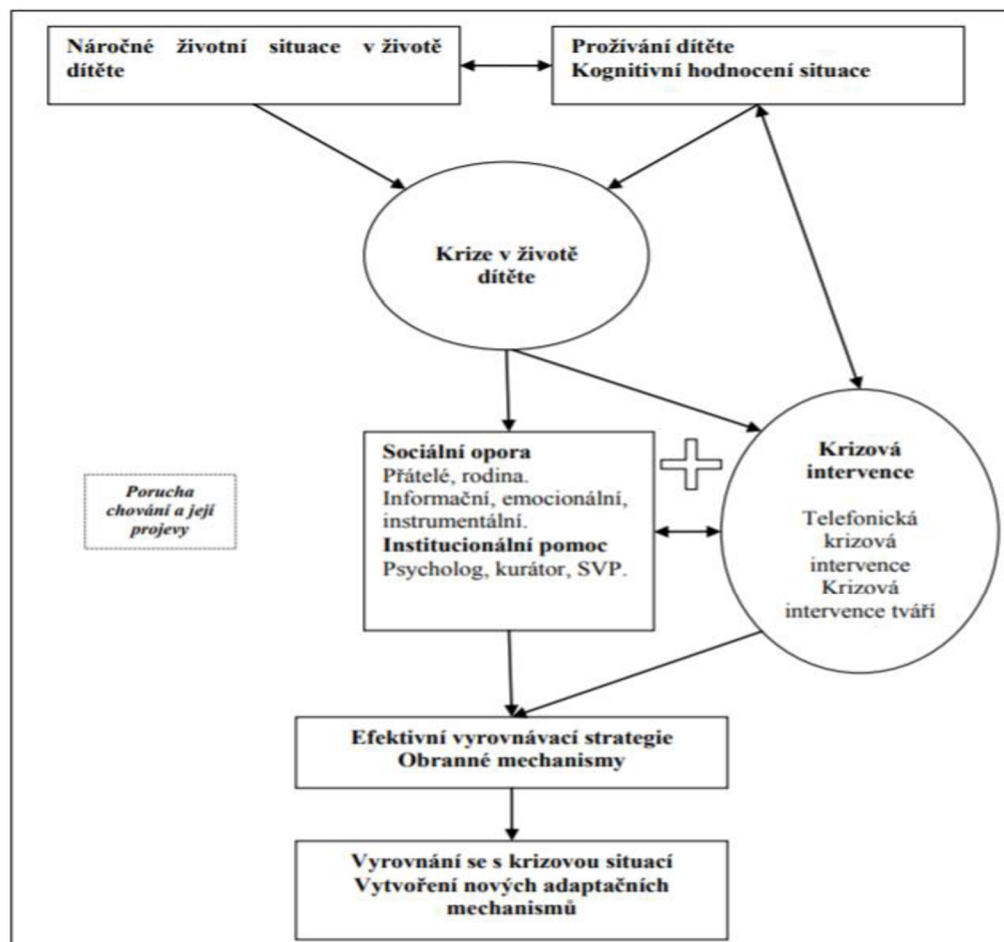 Náročné životní situace v životě
dítěte
Prožívání dítěte
Kognitivní hodnocení situace
Krize v životě
dítěte
Sociální opora
Přátelé, rodina.
Informační, emocionální,
instrumentální.
Institucionální pomoc
Psycholog, kurátor, SVP.
Krizová
intervence
Telefonická
krizová
intervence
Krizová
intervence tváří
Porucha
chování a její
projevy
Efektivní vyrovnávací strategie
Obranné mechanismy
Vyrovnání se s krizovou situací
Vytvoření nových adaptačních
mechanismů